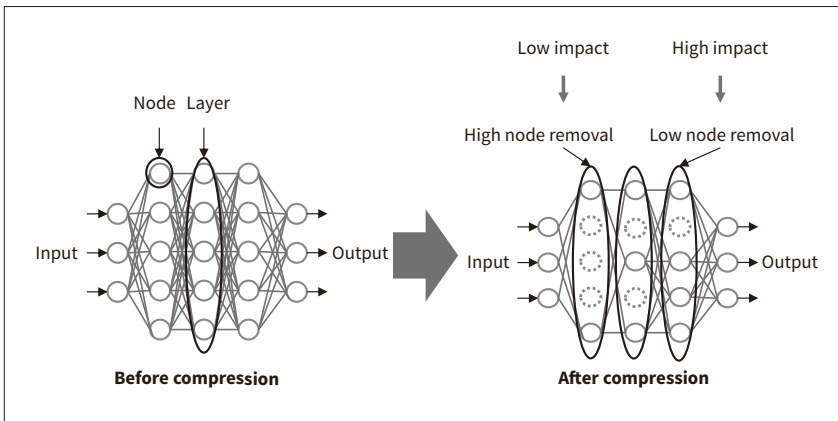 Low impact
High impact
Node
Layer
High node removal
Low node removal
Input
Output
Input
Output
Before compression
After compression